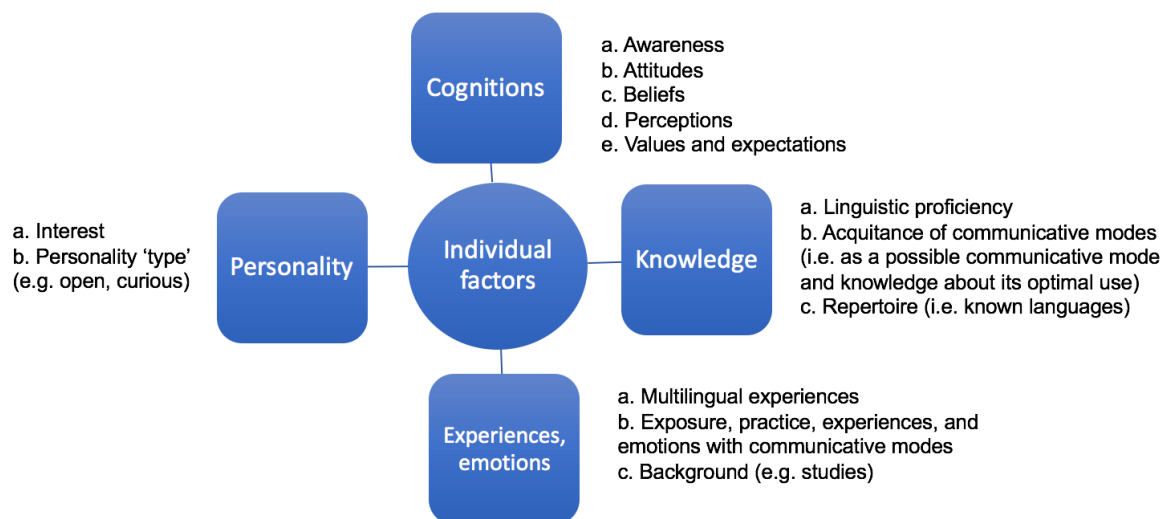 Cognitions
a. Awareness
b. Attitudes
c. Beliefs
d. Perceptions
e. Values and expectations
a. Interest
b. Personality ‘type’
(e.g. open, curious)
Personality
Individual
factors
Knowledge
a. Linguistic proficiency
b. Acquitance of communicative modes
(i.e. as a possible communicative mode
and knowledge about its optimal use)
c. Repertoire (i.e. known languages)
Experiences,
emotions
a. Multilingual experiences
b. Exposure, practice, experiences, and
emotions with communicative modes
c. Background (e.g. studies)